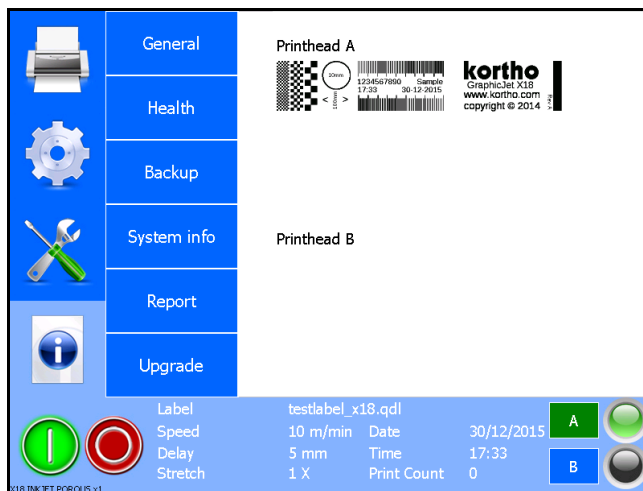 General
Health
Backup
System info
Report
Upgrade
Printhead A
10mm
100mm
< >
1234567890 Sample
17:33 30-12-2015
kortho
GraphicJet X18
www.kortho.com
copyright © 2014
Rev.A
Printhead B
Label testlabel_x18.qdl
Speed 10 m/min Date 30/12/2015
Delay 5 mm Time 17:33
Stretch 1 X Print Count 0
A
B
X18 INKJET POROUS v1